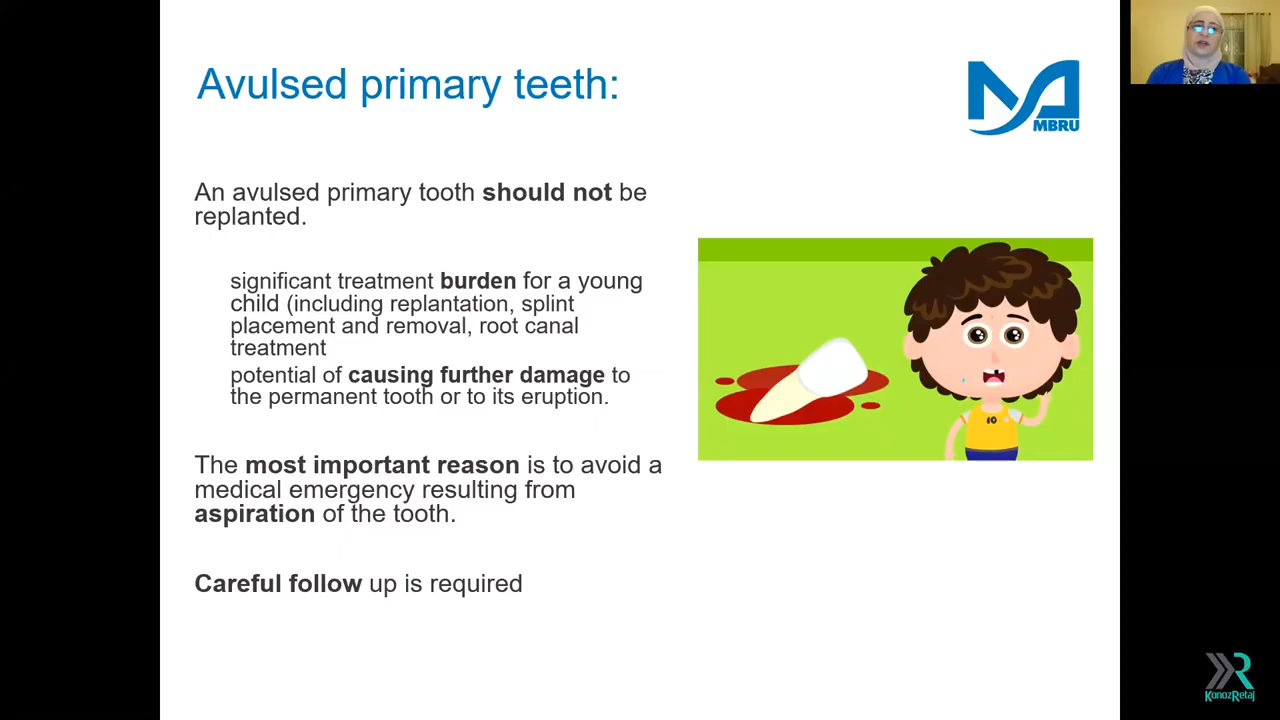 Avulsed primary teeth:
MBRU
An avulsed primary tooth should not be
replanted.
significant treatment burden for a young
child (including replantation, splint
placement and removal, root canal
treatment
potential of causing further damage to
the permanent tooth or to its eruption.
10
The most important reason is to avoid a
medical emergency resulting from
aspiration of the tooth.
Careful follow up is required
KonozRetaj